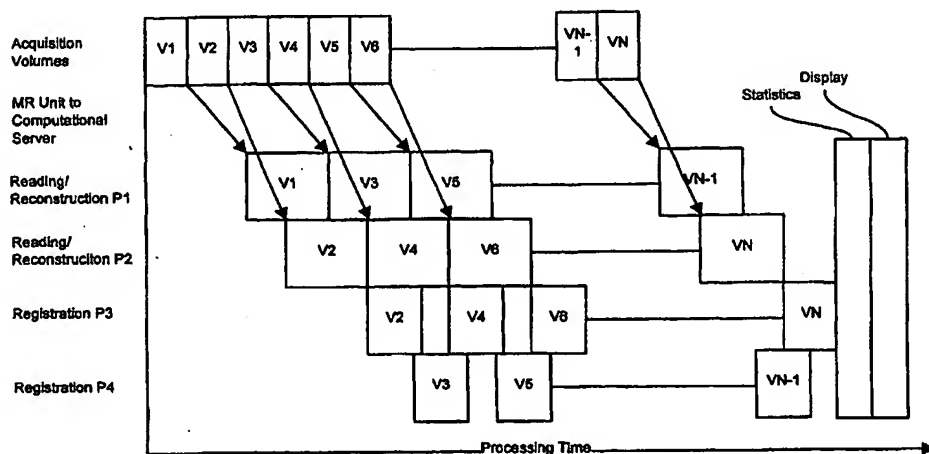 Acquisition Volumes
V1 V2 V3 V4 V5 V6 VN-1 VN
Display
Statistics
MR Unit to Computational Server
Reading/ Reconstruction P1
V1 V3 V5 VN-1
Reading/ Reconstruciton P2
V2 V4 V6 VN
Registration P3
V2 V4 V6 VN
Registration P4
V3 V5 VN-1
Processing Time